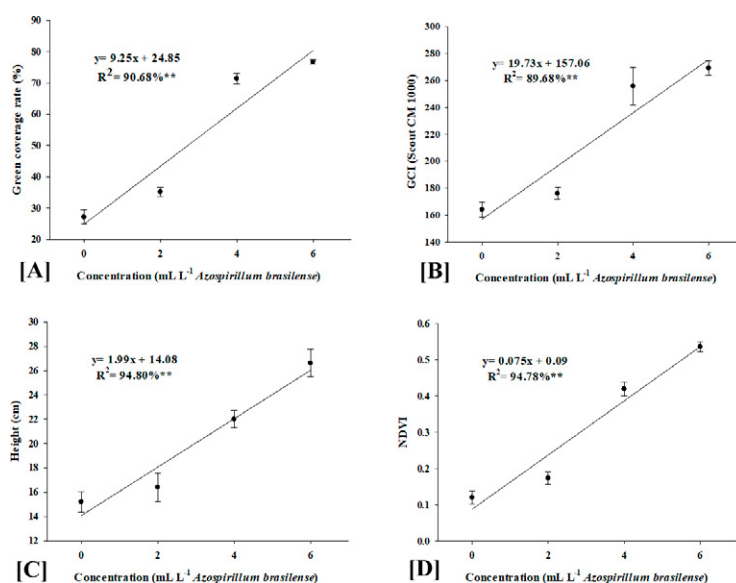 y= 9.25x + 24.85
R²= 90.68%**
Green coverage rate (%)
90
80
70
60
50
40
30
20
0 2 4 6
[A] Concentration (mL L⁻¹ Azospirillum brasilense)
y= 19.73x + 157.06
R²= 89.68%**
GCI (Scout CM 1000)
300
280
260
240
220
200
180
160
140
0 2 4 6
[B] Concentration (mL L⁻¹ Azospirillum brasilense)
y= 1.99x + 14.08
R²= 94.80%**
Height (cm)
30
28
26
24
22
20
18
16
14
12
0 2 4 6
[C] Concentration (mL L⁻¹ Azospirillum brasilense)
y= 0.075x + 0.09
R²= 94.78%**
NDVI
0.6
0.5
0.4
0.3
0.2
0.1
0.0
0 2 4 6
[D] Concentration (mL L⁻¹ Azospirillum brasilense)